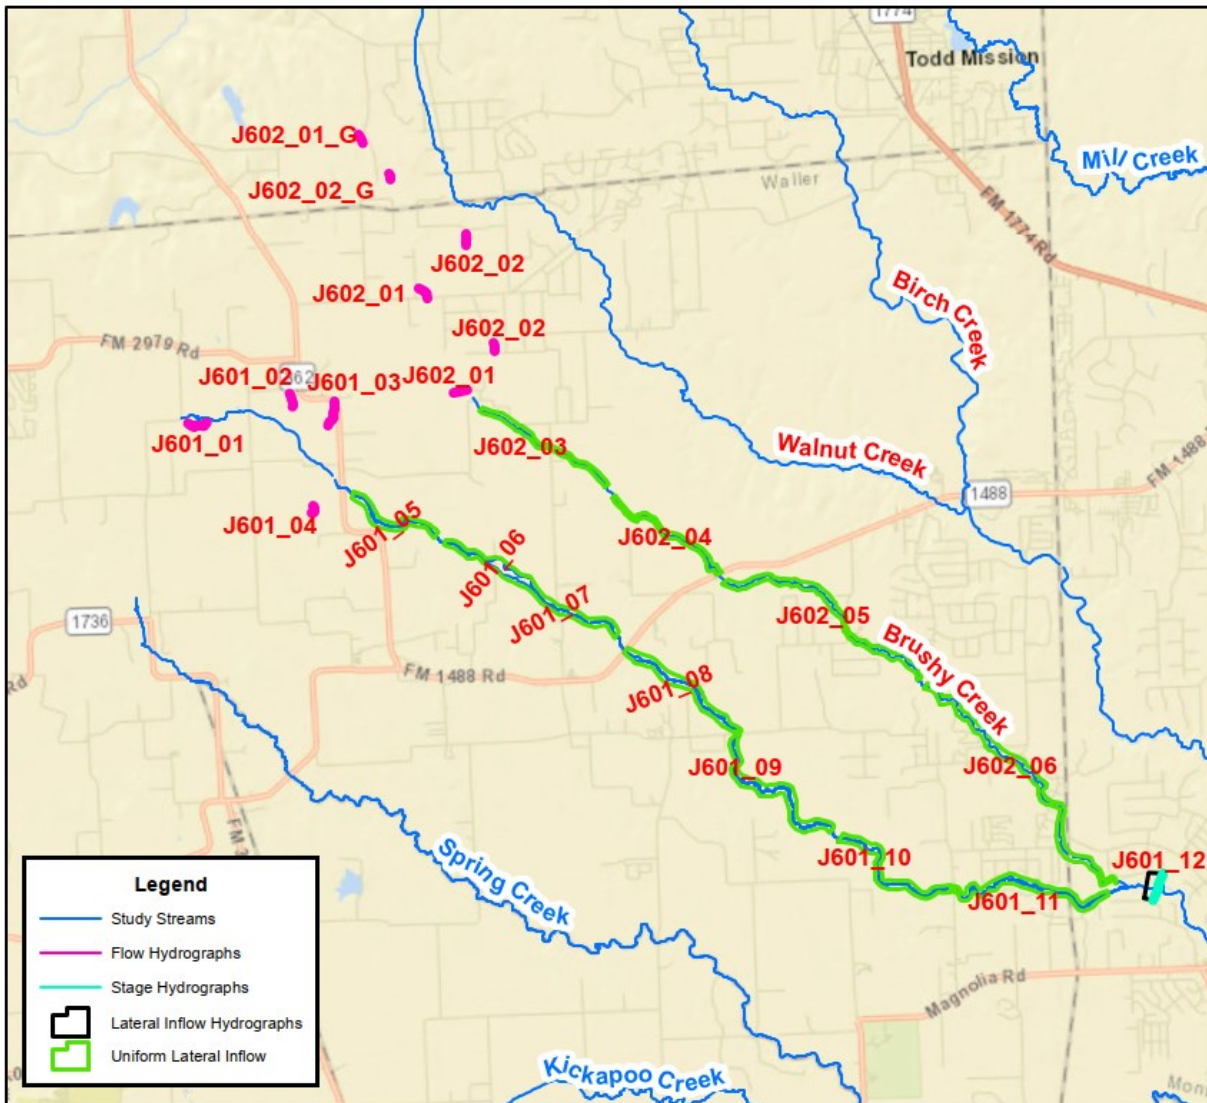 1774
Todd Mission
J602_01_G
Mill Creek
J602_02_G
Waller
FM 1774 Rd
J602_02
J602_01
Birch Creek
J602_02
FM 2979 Rd
J601_02
362
J601_03
J602_01
J601_01
J602_03
Walnut Creek
FM 1488
1488
J601_04
J601_05
J602_04
J601_06
J601_07
J602_05
1736
Rd
FM 1488 Rd
J601_08
Brushy Creek
J601_09
J602_06
FM
Spring Creek
J601_10
J601_12
J601_11
Magnolia Rd
Kickapoo Creek
Legend
Study Streams
Flow Hydrographs
Stage Hydrographs
Lateral Inflow Hydrographs
Uniform Lateral Inflow